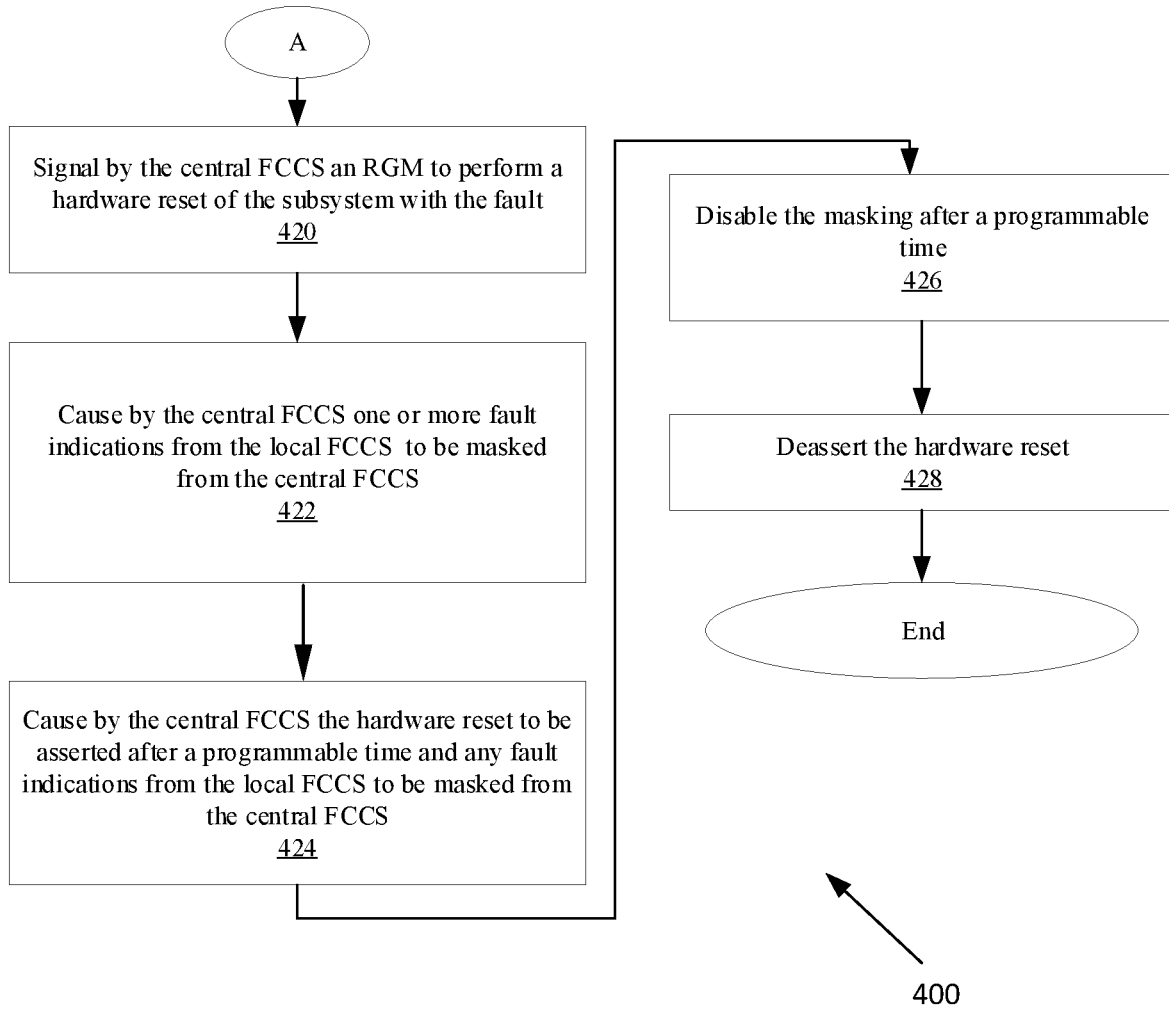 A
Signal by the central FCCS an RGM to perform a
hardware reset of the subsystem with the fault
420
Cause by the central FCCS one or more fault
indications from the local FCCS to be masked
from the central FCCS
422
Cause by the central FCCS the hardware reset to be
asserted after a programmable time and any fault
indications from the local FCCS to be masked from
the central FCCS
424
Disable the masking after a programmable
time
426
Deassert the hardware reset
428
End
400